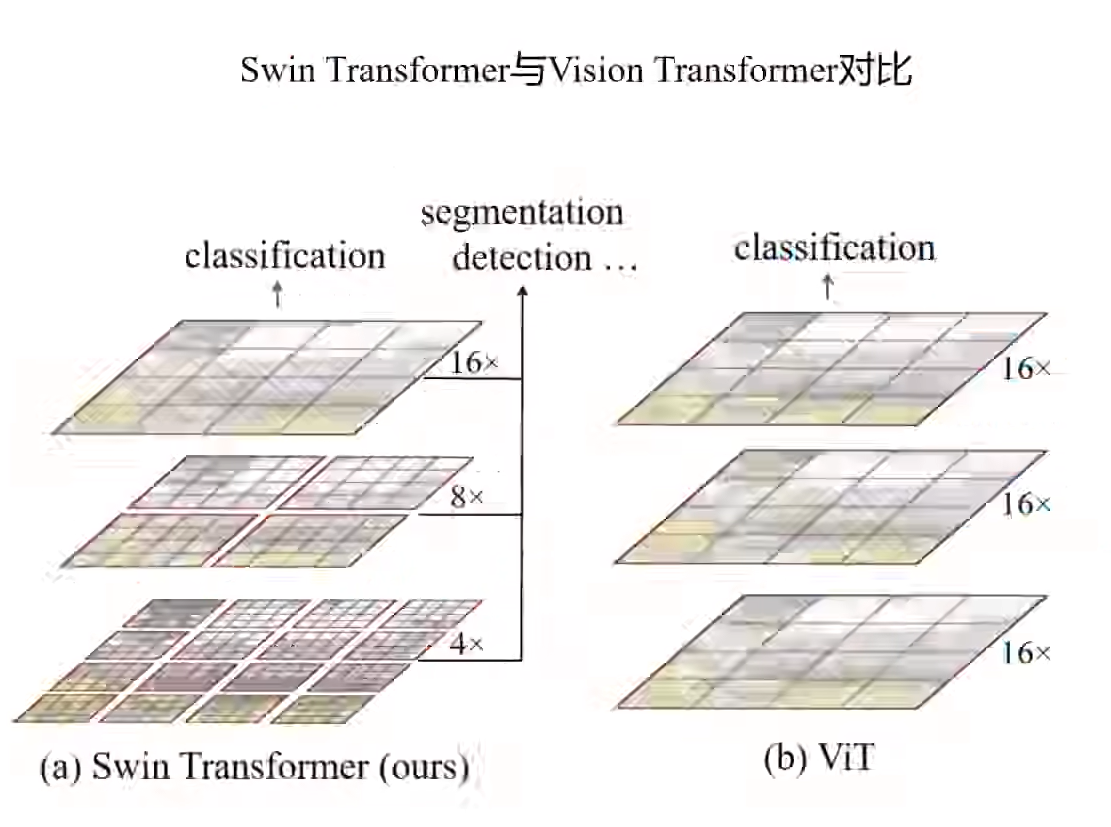 Swin Transformer与Vision Transformer对比
segmentation
detection ...
classification
16×
8×
4×
(a) Swin Transformer (ours)
classification
16×
16×
16×
(b) ViT